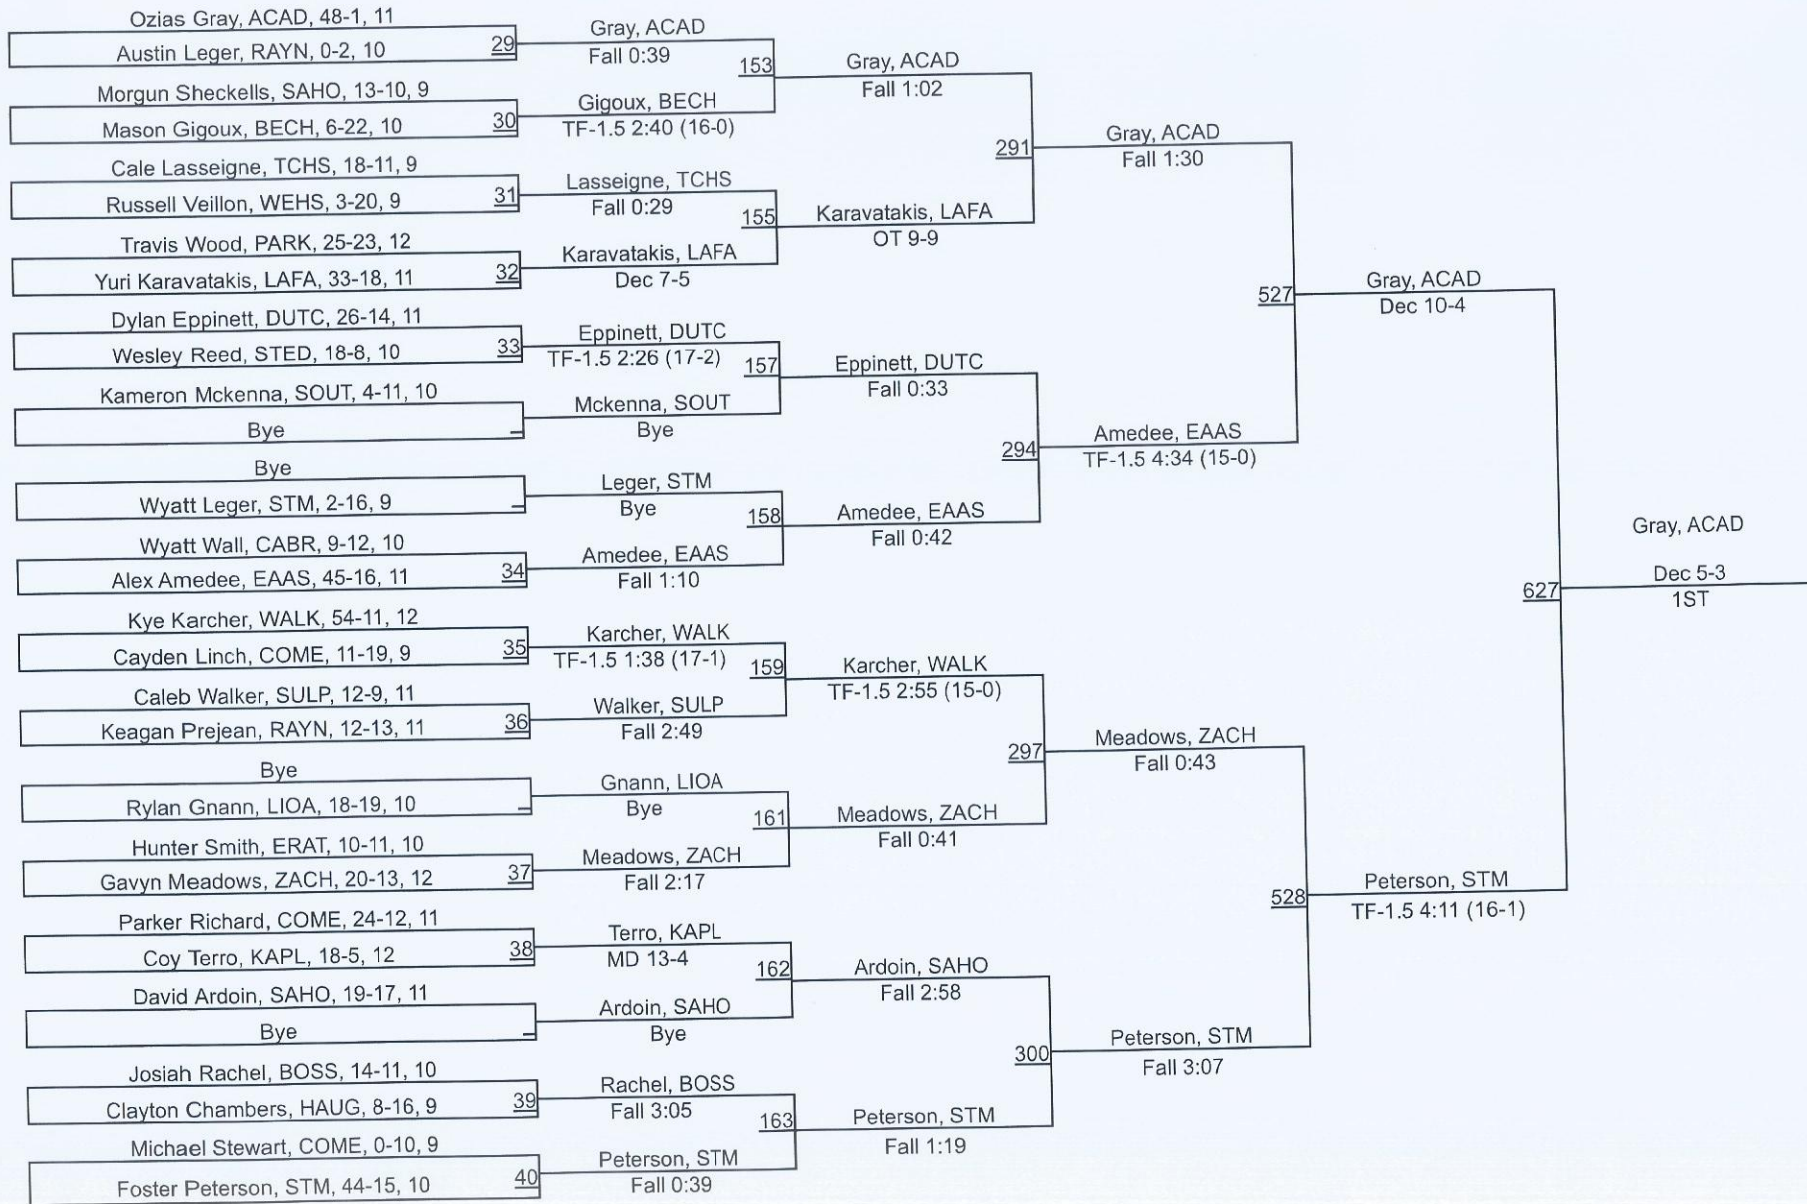 Ozias Gray, ACAD, 48-1, 11
Austin Leger, RAYN, 0-2, 10
29
Morgun Sheckells, SAHO, 13-10, 9
Mason Gigoux, BECH, 6-22, 10
30
Cale Lasseigne, TCHS, 18-11, 9
Russell Veillon, WEHS, 3-20, 9
31
Travis Wood, PARK, 25-23, 12
Yuri Karavatakis, LAFA, 33-18, 11
32
Dylan Eppinett, DUTC, 26-14, 11
Wesley Reed, STED, 18-8, 10
33
Kameron Mckenna, SOUT, 4-11, 10
Bye
Bye
Wyatt Leger, STM, 2-16, 9
Wyatt Wall, CABR, 9-12, 10
Alex Amedee, EAAS, 45-16, 11
34
Kye Karcher, WALK, 54-11, 12
Cayden Linch, COME, 11-19, 9
35
Caleb Walker, SULP, 12-9, 11
Keagan Prejean, RAYN, 12-13, 11
36
Bye
Rylan Gnann, LIOA, 18-19, 10
Hunter Smith, ERAT, 10-11, 10
Gavyn Meadows, ZACH, 20-13, 12
37
Parker Richard, COME, 24-12, 11
Coy Terro, KAPL, 18-5, 12
38
David Ardoin, SAHO, 19-17, 11
Bye
Josiah Rachel, BOSS, 14-11, 10
Clayton Chambers, HAUG, 8-16, 9
39
Michael Stewart, COME, 0-10, 9
Foster Peterson, STM, 44-15, 10
40
Gray, ACAD
Fall 0:39
153
Gigoux, BECH
TF-1.5 2:40 (16-0)
Lasseigne, TCHS
Fall 0:29
155
Karavatakis, LAFA
Dec 7-5
Eppinett, DUTC
TF-1.5 2:26 (17-2)
157
Mckenna, SOUT
Bye
Leger, STM
Bye
158
Amedee, EAAS
Fall 1:10
Karcher, WALK
TF-1.5 1:38 (17-1)
159
Walker, SULP
Fall 2:49
Gnann, LIOA
Bye
161
Meadows, ZACH
Fall 2:17
Terro, KAPL
MD 13-4
162
Ardoin, SAHO
Bye
Rachel, BOSS
Fall 3:05
163
Peterson, STM
Fall 0:39
Gray, ACAD
Fall 1:02
291
Karavatakis, LAFA
OT 9-9
Eppinett, DUTC
Fall 0:33
294
Amedee, EAAS
Fall 0:42
Karcher, WALK
TF-1.5 2:55 (15-0)
297
Meadows, ZACH
Fall 0:41
Ardoin, SAHO
Fall 2:58
300
Peterson, STM
Fall 1:19
Gray, ACAD
Fall 1:30
527
Amedee, EAAS
TF-1.5 4:34 (15-0)
Meadows, ZACH
Fall 0:43
528
Peterson, STM
Fall 3:07
Gray, ACAD
Dec 10-4
627
Peterson, STM
TF-1.5 4:11 (16-1)
Gray, ACAD
Dec 5-3
1ST